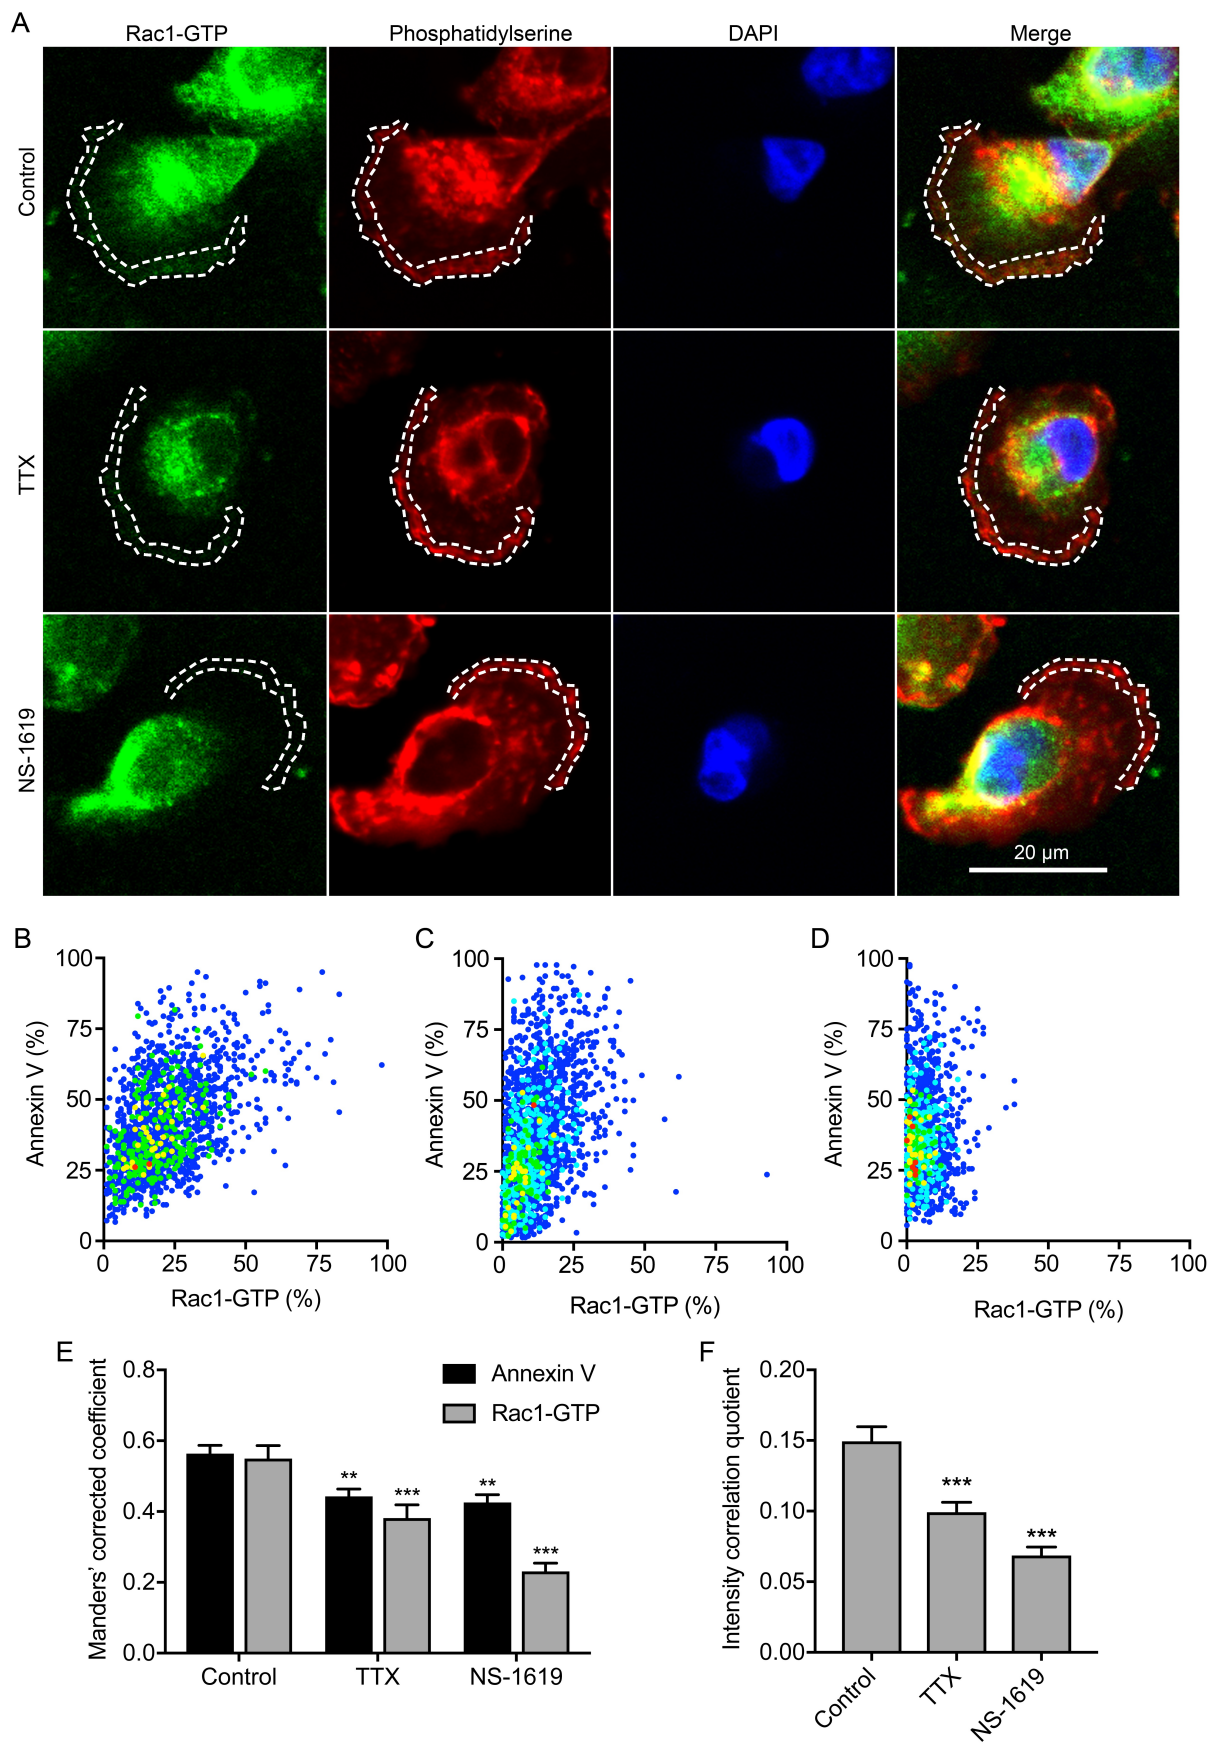 A
Rac1-GTP Phosphatidylserine DAPI Merge
Control
TTX
NS-1619
20 µm
B C D
100 100 100
75 75 75
50 50 50
25 25 25
0 0 0
Annexin V (%) Annexin V (%) Annexin V (%)
0 25 50 75 100 0 25 50 75 100 0 25 50 75 100
Rac1-GTP (%) Rac1-GTP (%) Rac1-GTP (%)
E
0.8
0.6
0.4
0.2
0.0
Manders’ corrected coefficient
Annexin V
Rac1-GTP
** *** ** ***
Control TTX NS-1619
F
0.20
0.15
0.10
0.05
0.00
Intensity correlation quotient
*** ***
Control TTX NS-1619